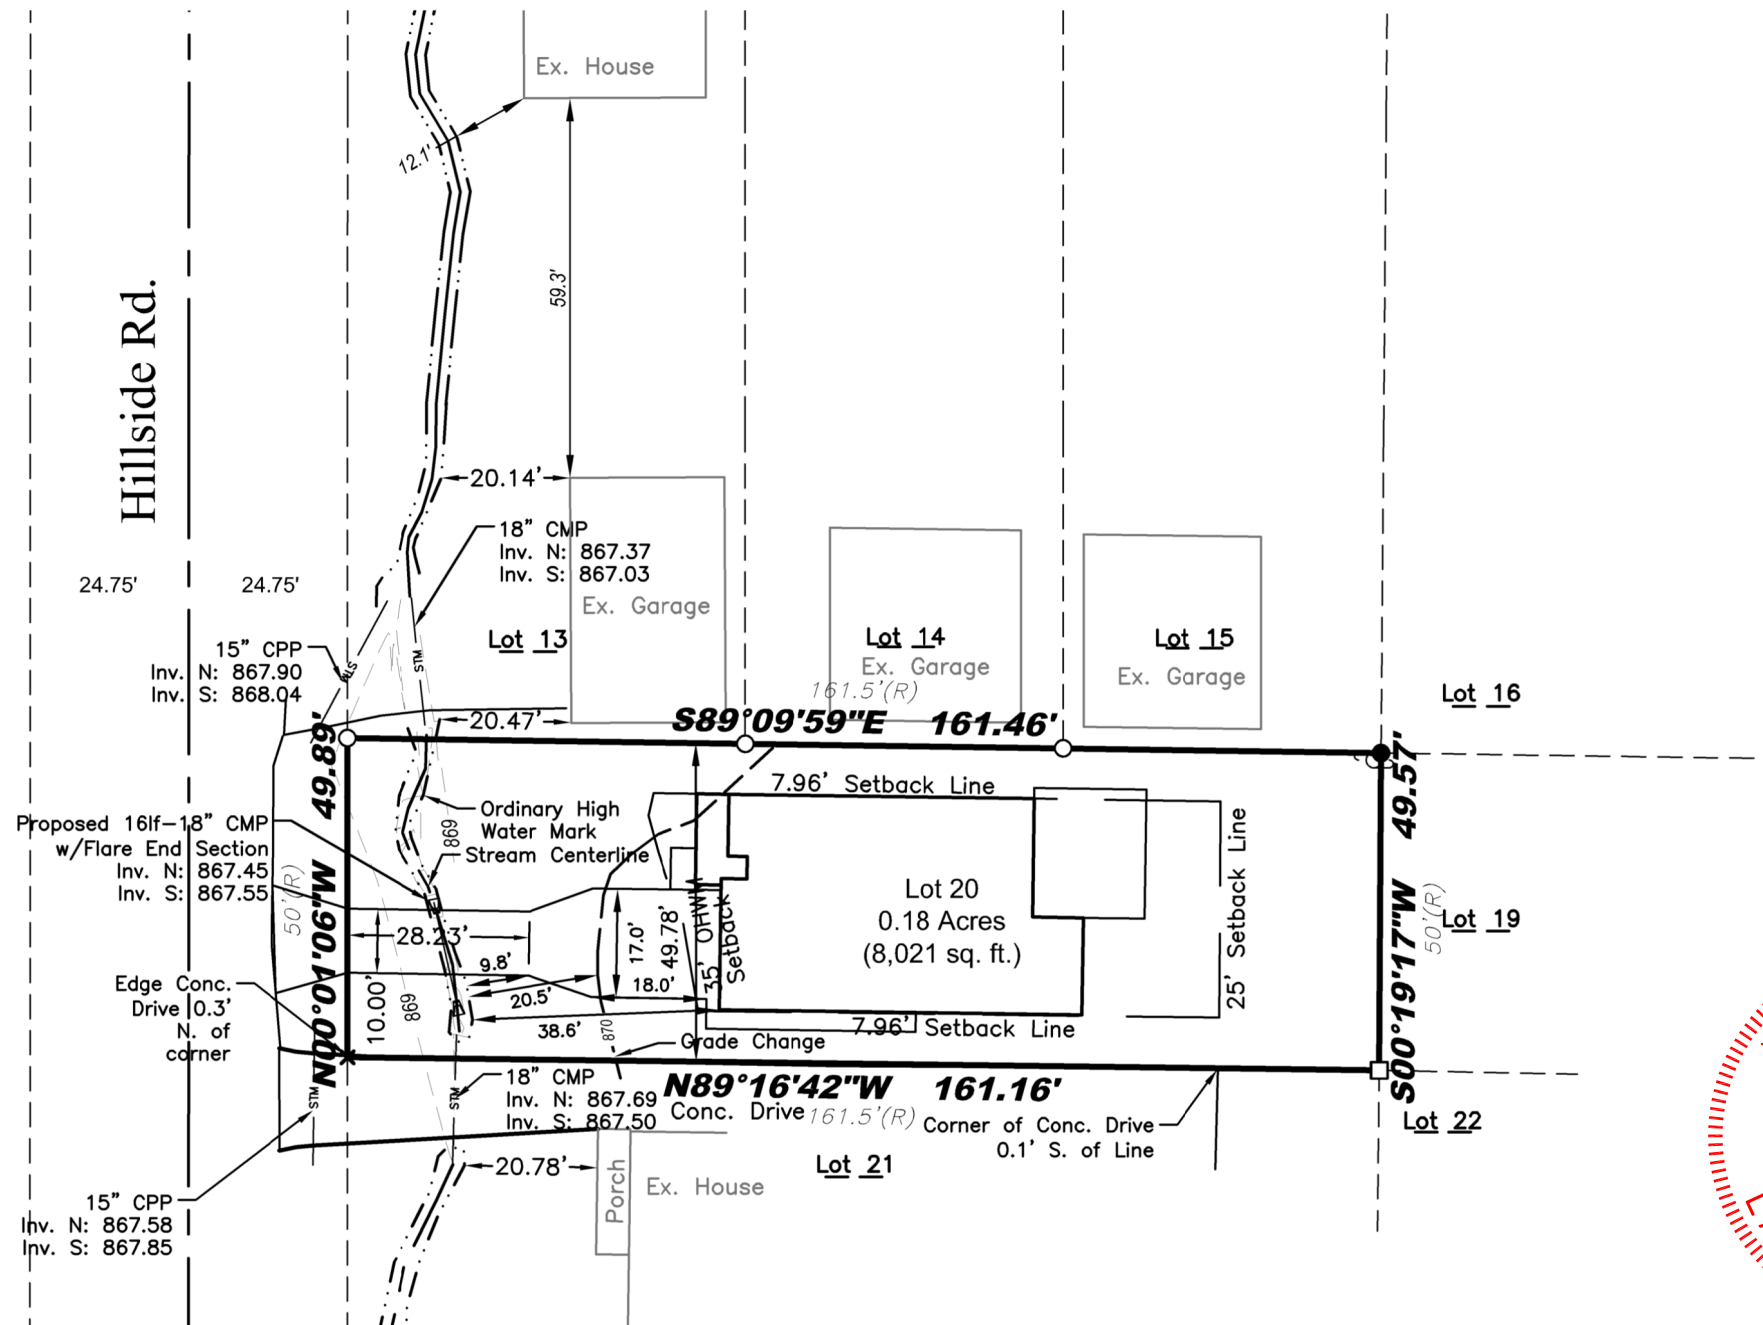 Ex. House
12.1'
59.3'
Hillside Rd.
20.14'
18" CMP
Inv. N: 867.37
Inv. S: 867.03
24.75'
24.75'
Ex. Garage
Lot 13
Lot 14
Ex. Garage
Lot 15
Ex. Garage
15" CPP
Inv. N: 867.90
Inv. S: 868.04
STM
STM
161.5'(R)
Lot 16
20.47'
S89°09'59"E 161.46'
49.89'
N00°01'06"W
50'(R)
49.57'
S00°19'17"W
50'(R)
7.96' Setback Line
Ordinary High
Water Mark
Stream Centerline
869
Proposed 16lf-18" CMP
w/Flare End Section
Inv. N: 867.45
Inv. S: 867.55
25' Setback Line
Lot 20
0.18 Acres
(8,021 sq. ft.)
Lot 19
28.23'
10.00'
869
9.8'
20.5'
38.6'
17.0'
18.0'
49.78'
35' OHWM
Setback
870
Edge Conc.
Drive 0.3'
N. of
corner
7.96' Setback Line
Grade Change
N89°16'42"W 161.16'
18" CMP
Inv. N: 867.69
Inv. S: 867.50
STM
STM
Conc. Drive
161.5'(R)
Corner of Conc. Drive
0.1' S. of Line
Lot 22
Lot 21
20.78'
Porch
Ex. House
15" CPP
Inv. N: 867.58
Inv. S: 867.85